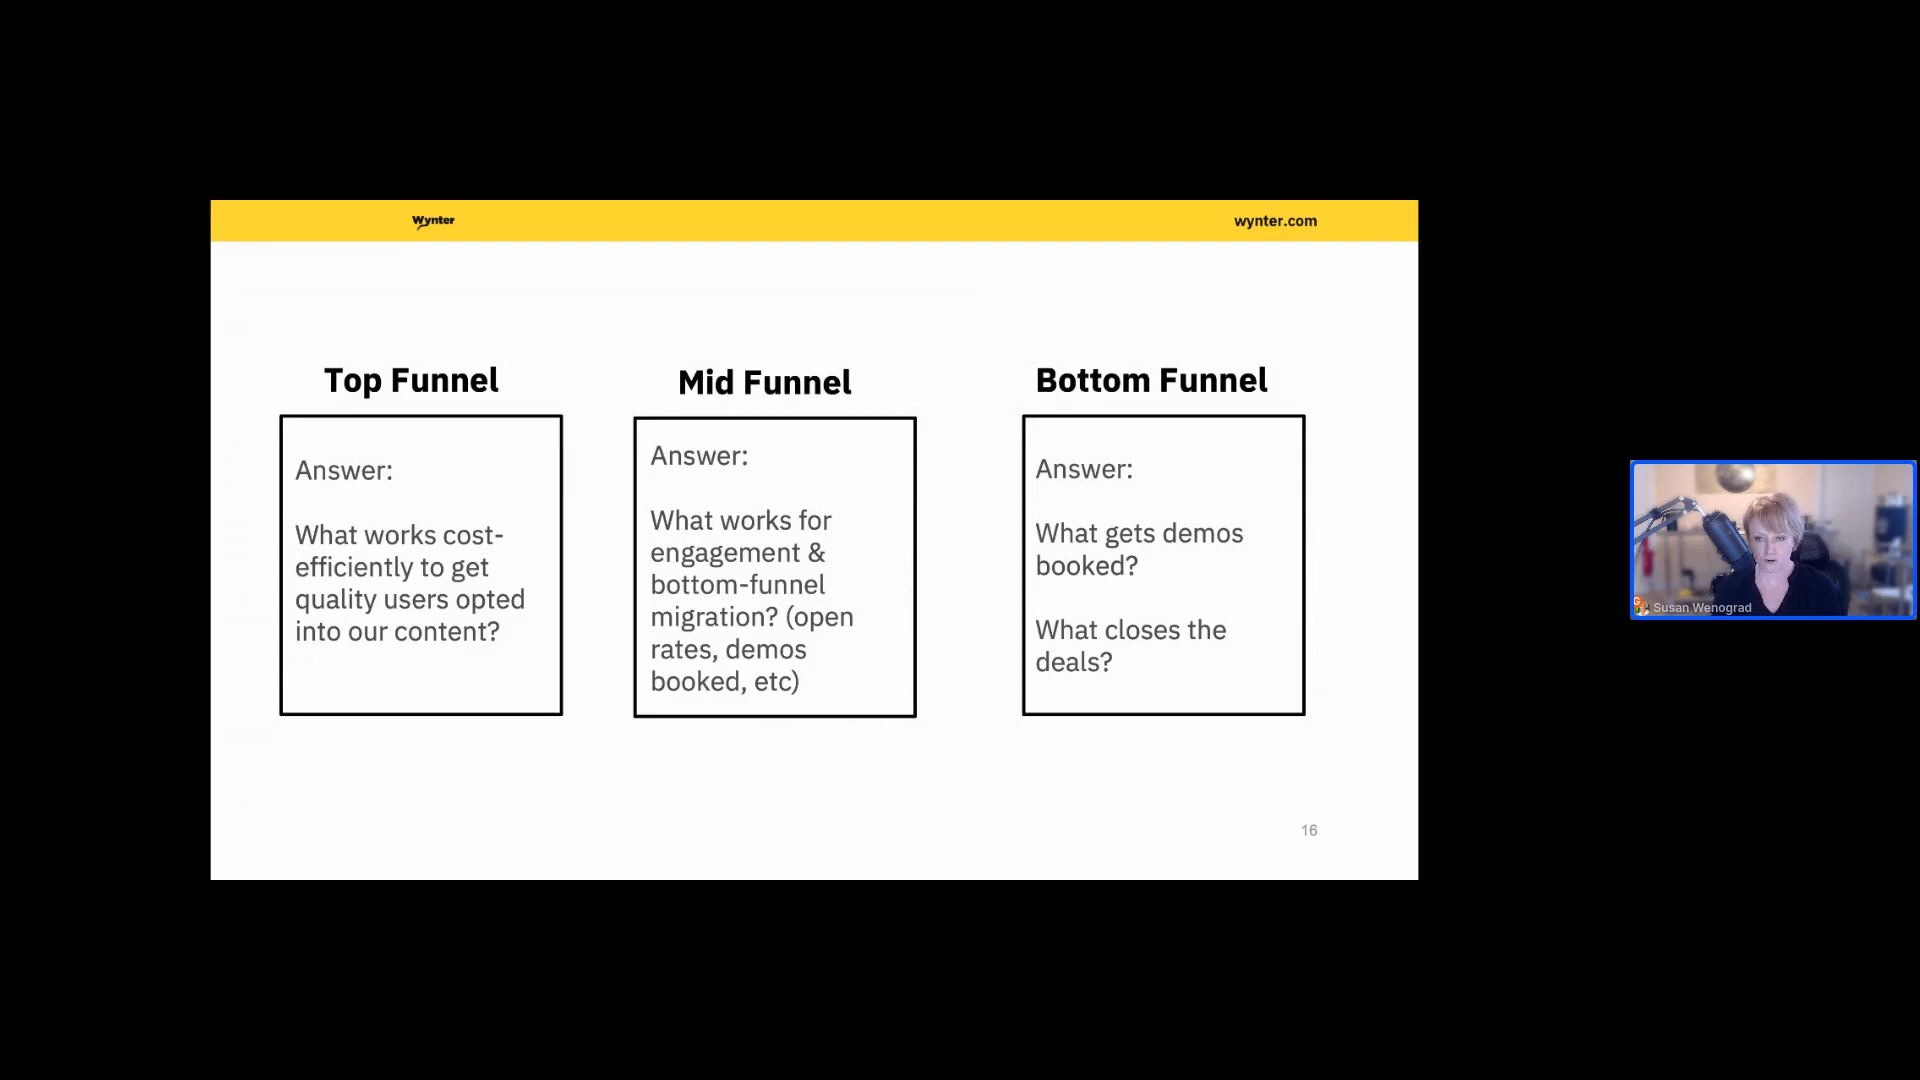 Wynter
wynter.com
Top Funnel
Answer:
What works cost-
efficiently to get
quality users opted
into our content?
Mid Funnel
Answer:
What works for
engagement &
bottom-funnel
migration? (open
rates, demos
booked, etc)
Bottom Funnel
Answer:
What gets demos
booked?
What closes the
deals?
16
Susan Wenograd